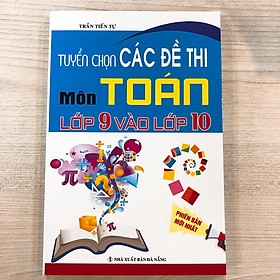 TRẦN TIẾN TỰ
TUYỂN CHỌN CÁC ĐỀ THI
Môn TOÁN
LỚP 9 VÀO LỚP 10
PHIÊN BẢN
MỚI NHẤT
NHÀ XUẤT BẢN ĐÀ NẴNG